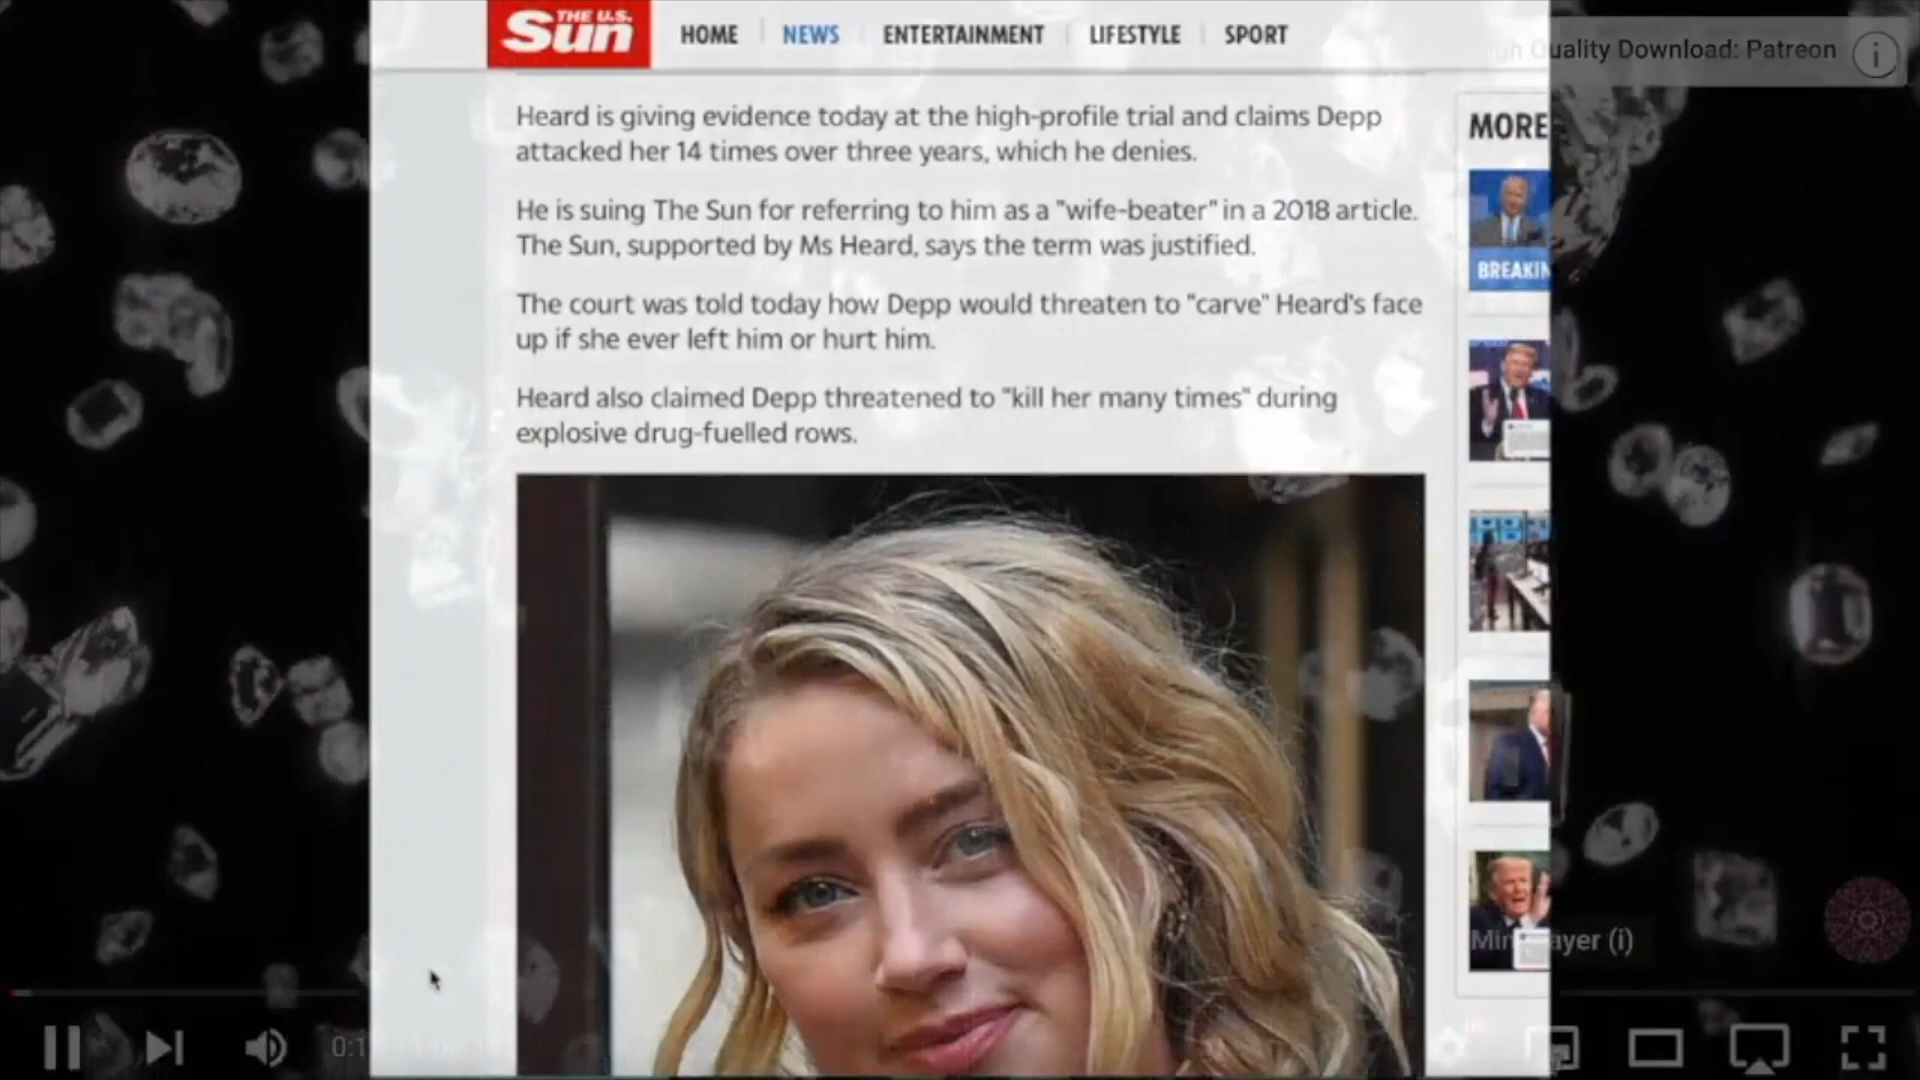 THE U.S.
Sun
HOME
NEWS
ENTERTAINMENT
LIFESTYLE
SPORT
Quality Download: Patreon
i
Heard is giving evidence today at the high-profile trial and claims Depp
attacked her 14 times over three years, which he denies.
He is suing The Sun for referring to him as a "wife-beater" in a 2018 article.
The Sun, supported by Ms Heard, says the term was justified.
The court was told today how Depp would threaten to "carve" Heard's face
up if she ever left him or hurt him.
Heard also claimed Depp threatened to "kill her many times" during
explosive drug-fuelled rows.
MORE
BREAKIN
(i)